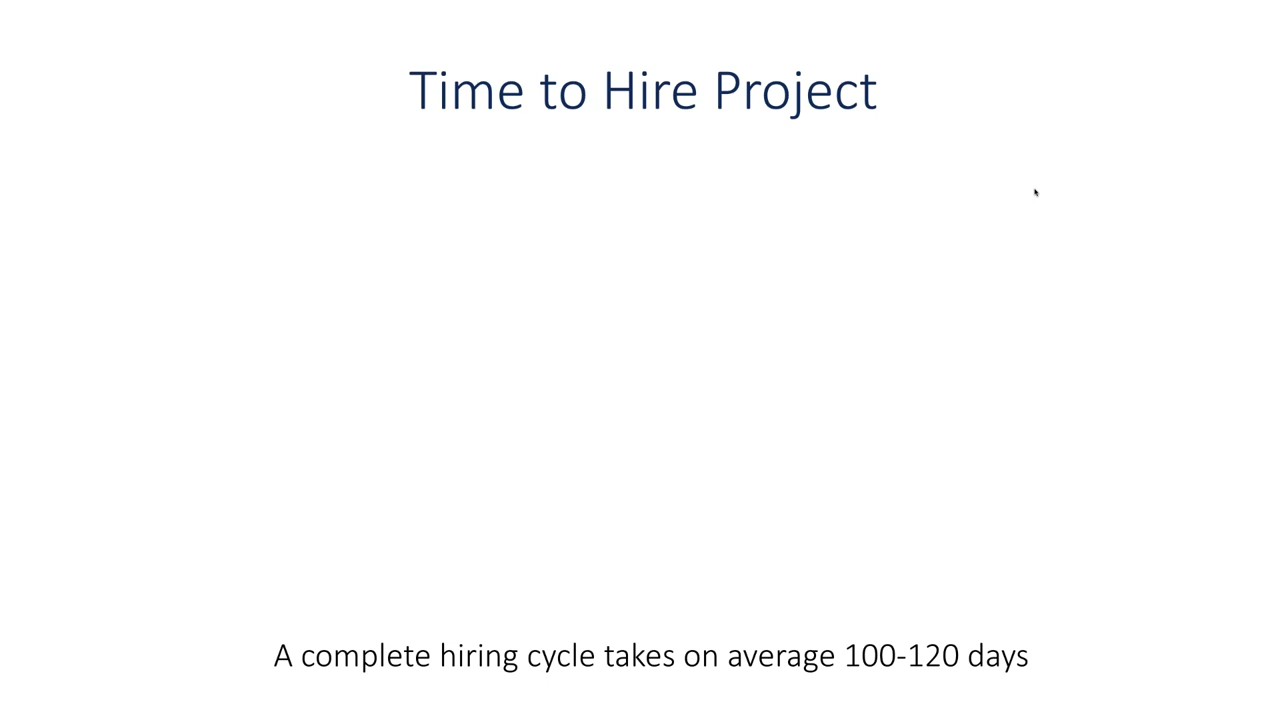 Time to Hire Project
A complete hiring cycle takes on average 100-120 days